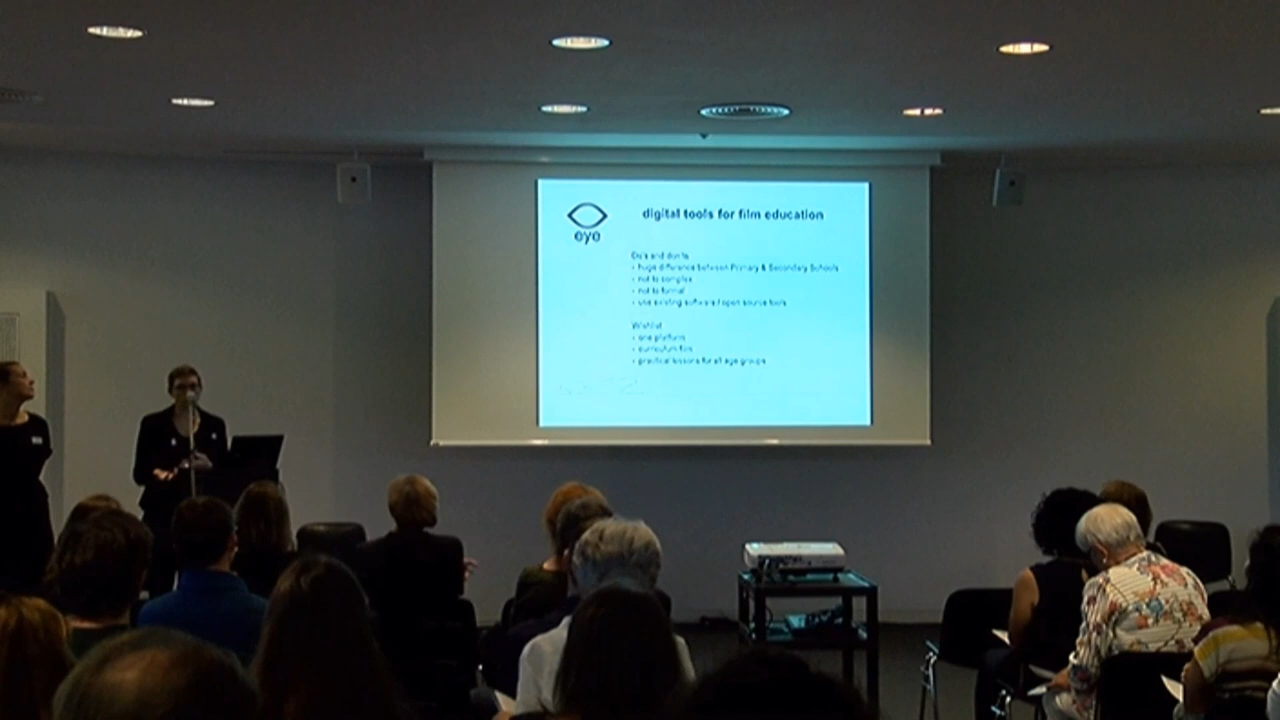 eye
digital tools for film education
Do's and don'ts
- huge difference between Primary & Secondary Schools
- not to complex
- not to formal
- use existing software / open source tools
Wishlist
- one platform
- curriculum film
- practical lessons for all age groups